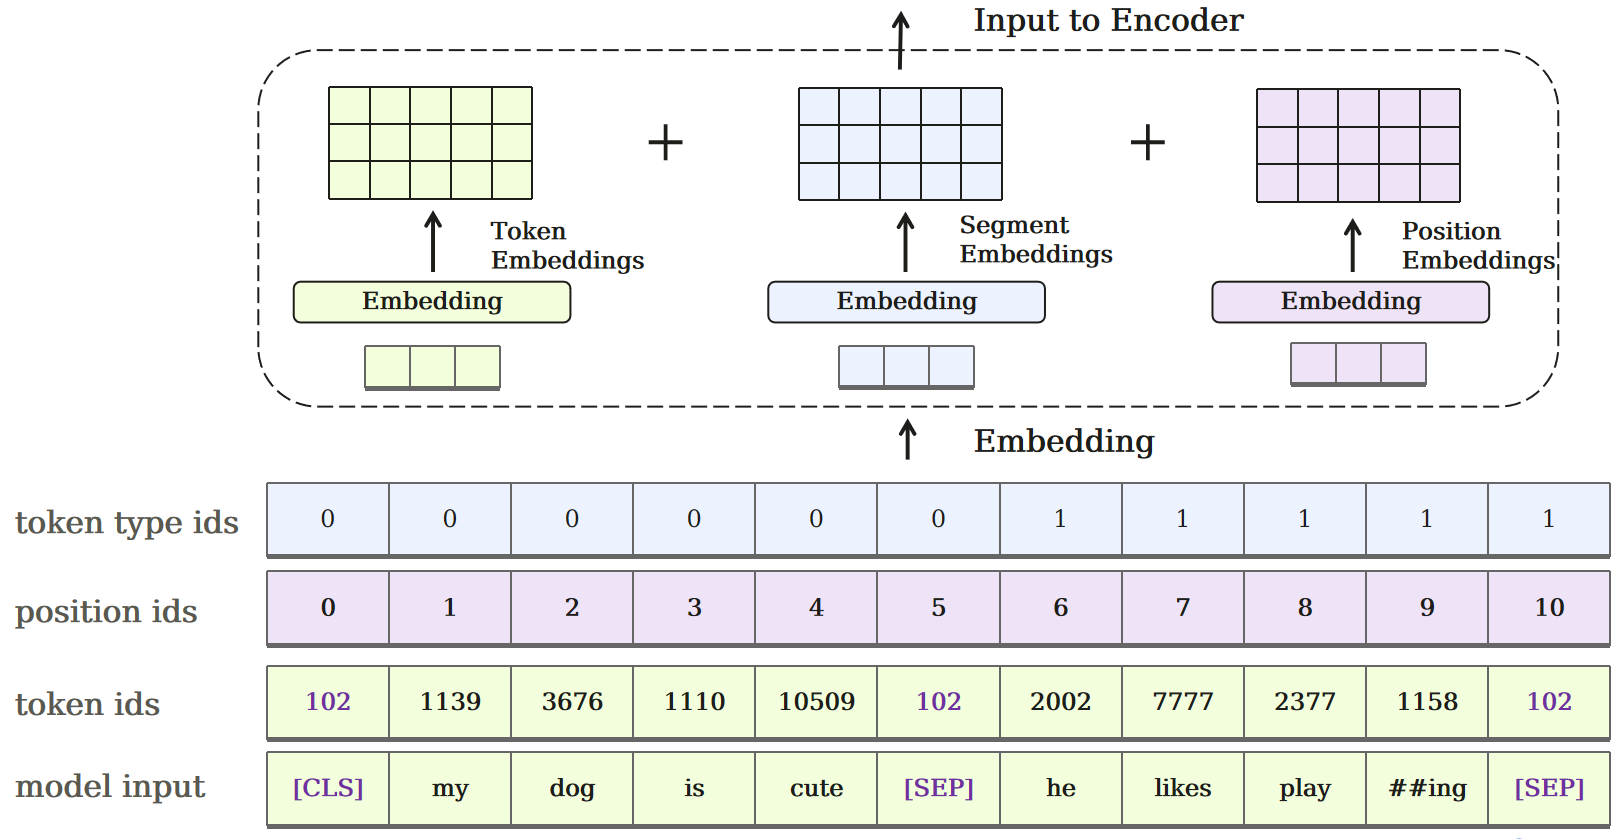 Input to Encoder
+
+
Token
Embeddings
Segment
Embeddings
Position
Embeddings
Embedding
Embedding
Embedding
Embedding
token type ids 0 0 0 0 0 0 1 1 1 1 1
position ids 0 1 2 3 4 5 6 7 8 9 10
token ids 102 1139 3676 1110 10509 102 2002 7777 2377 1158 102
model input [CLS] my dog is cute [SEP] he likes play ##ing [SEP]